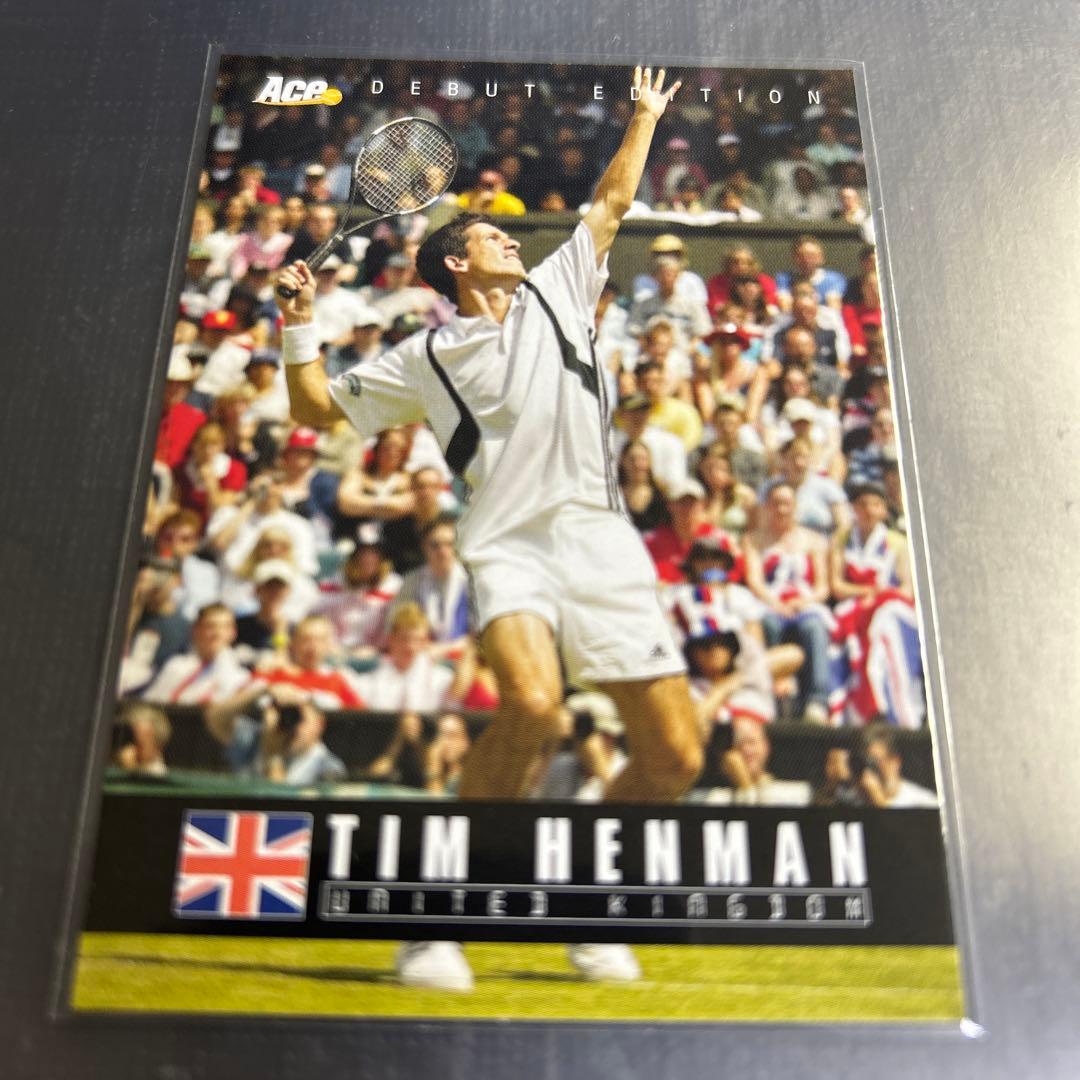 Ace DEBUT EDITION
TIM HENMAN
UNITED KINGDOM